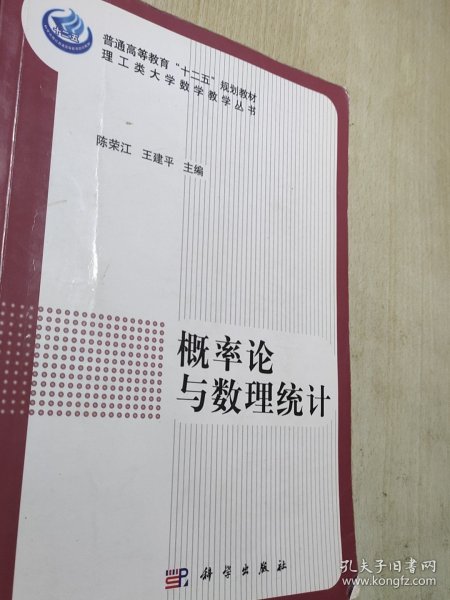 普通高等教育“十二五”规划教材
理工类大学数学教学丛书
陈荣江 王建平 主编
概率论
与数理统计
SP
科学出版社
孔夫子旧书网
www.kongfz.com